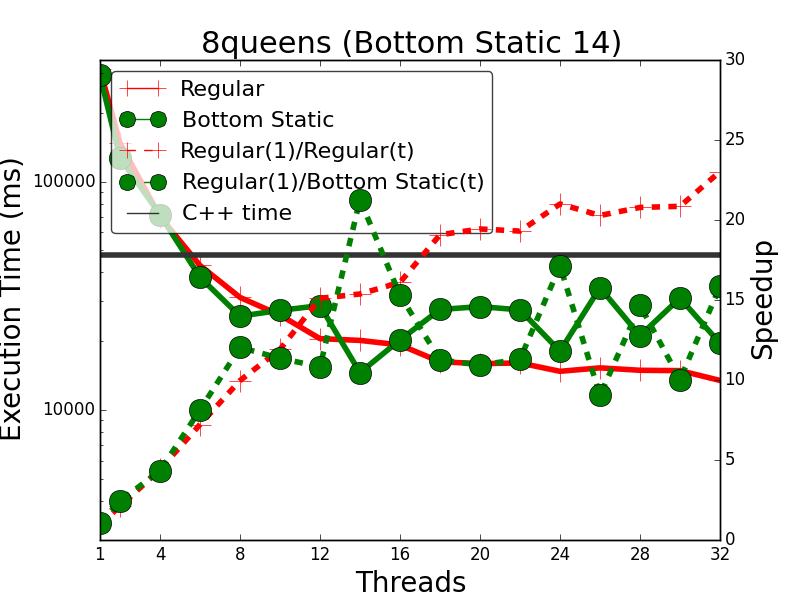 8queens (Bottom Static 14)
Regular
Bottom Static
Regular(1)/Regular(t)
Regular(1)/Bottom Static(t)
C++ time
Execution Time (ms)
100000
10000
30
25
20
15
10
5
0
Speedup
1 4 8 12 16 20 24 28 32
Threads